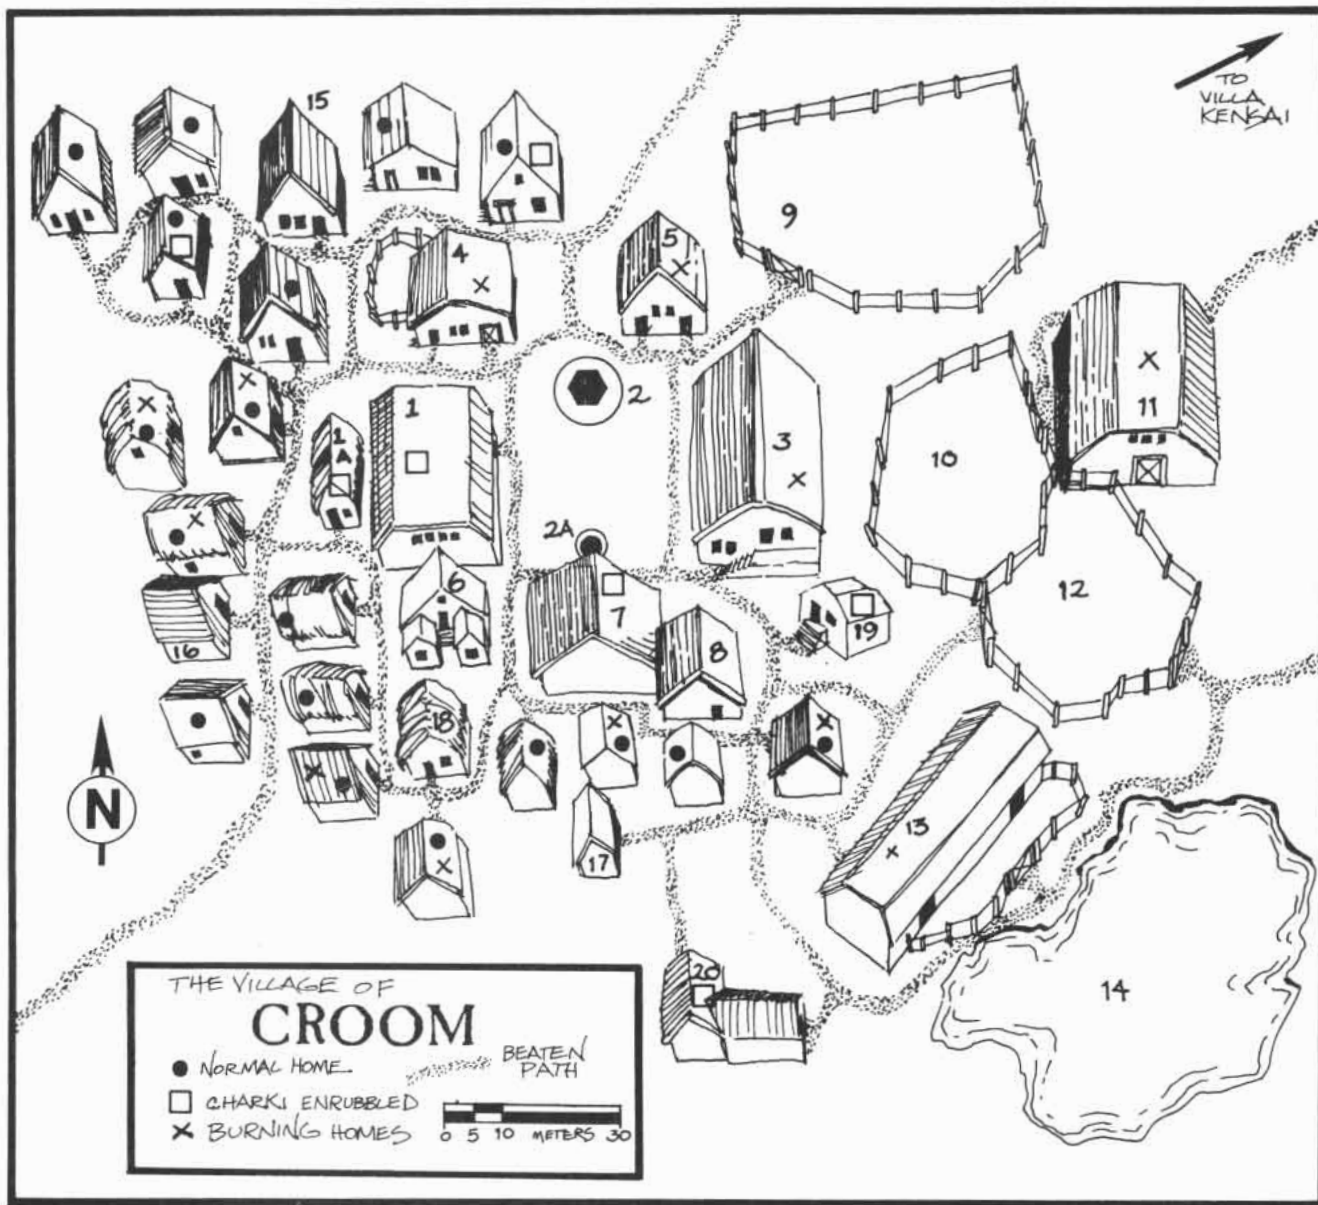 TO
VILLA
KENSAI
15
4
5
9
1
1
A
2
3
10
11
2A
6
7
8
12
16
18
19
13
17
14
20
N
THE VILLAGE OF
CROOM
NORMAL HOME
CHARKI ENRUBBLED
BURNING HOMES
BEATEN
PATH
0 5 10 METERS 30